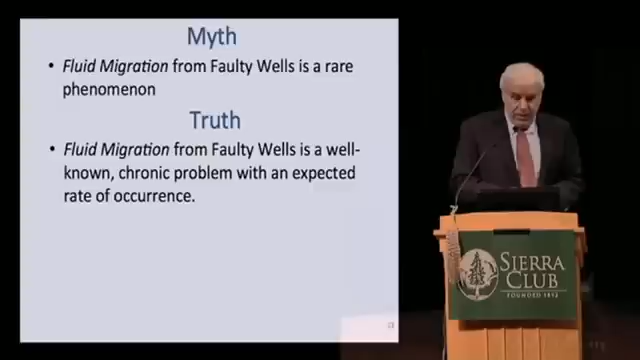 Myth
• Fluid Migration from Faulty Wells is a rare
phenomenon
Truth
• Fluid Migration from Faulty Wells is a well-
known, chronic problem with an expected
rate of occurrence.
SIERRA
CLUB
FOUNDED 1892